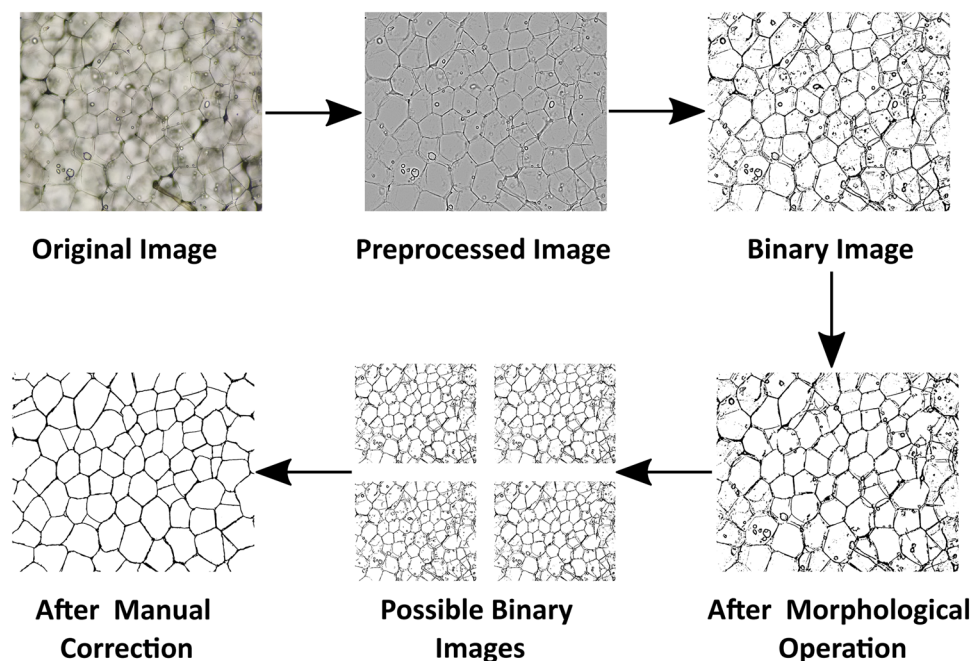 Original Image
Preprocessed Image
Binary Image
After Manual
Correction
Possible Binary
Images
After Morphological
Operation